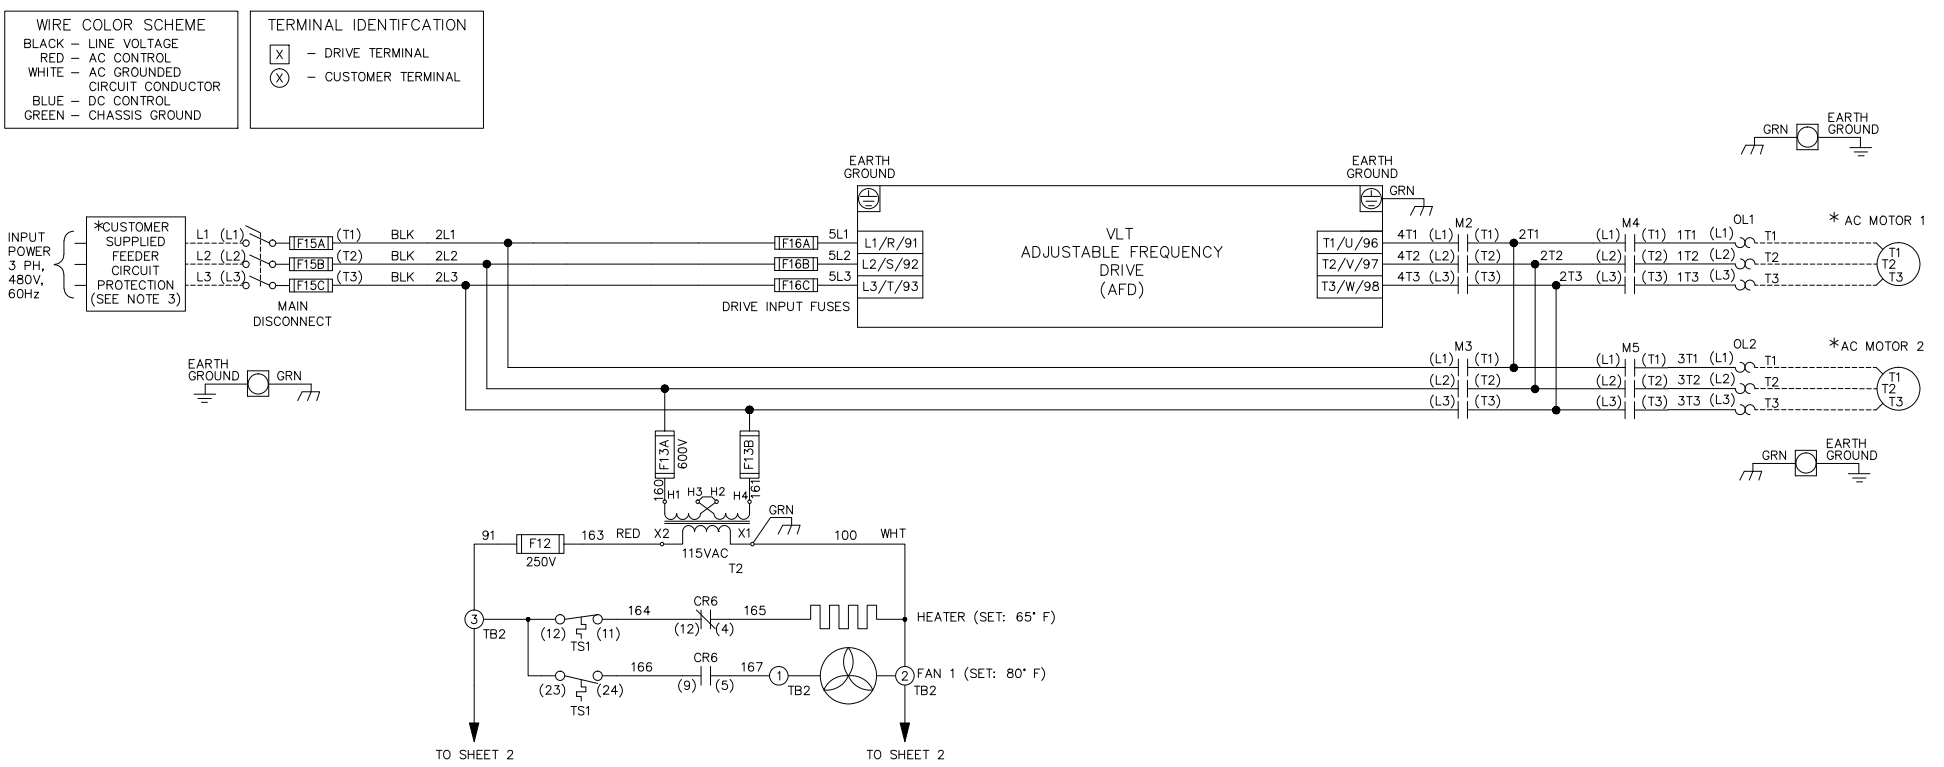 WIRE COLOR SCHEME
BLACK – LINE VOLTAGE
RED – AC CONTROL
WHITE – AC GROUNDED
CIRCUIT CONDUCTOR
BLUE – DC CONTROL
GREEN – CHASSIS GROUND
TERMINAL IDENTIFCATION
X – DRIVE TERMINAL
X – CUSTOMER TERMINAL
INPUT
POWER
3 PH,
480V,
60Hz
*CUSTOMER
SUPPLIED
FEEDER
CIRCUIT
PROTECTION
(SEE NOTE 3)
L1 (L1) F15A (T1) BLK 2L1 F16A 5L1
L2 (L2) F15B (T2) BLK 2L2 F16B 5L2
L3 (L3) F15C (T3) BLK 2L3 F16C 5L3
MAIN
DISCONNECT
DRIVE INPUT FUSES
EARTH
GROUND
GRN
EARTH
GROUND
L1/R/91
L2/S/92
L3/T/93
VLT
ADJUSTABLE FREQUENCY
DRIVE
(AFD)
EARTH
GROUND
GRN
T1/U/96
T2/V/97
T3/W/98
M2 M4 OL1
4T1 (L1) (T1) 2T1 (L1) (T1) 1T1 (L1) T1
4T2 (L2) (T2) 2T2 (L2) (T2) 1T2 (L2) T2
4T3 (L3) (T3) 2T3 (L3) (T3) 1T3 (L3) T3
* AC MOTOR 1
T1
T2
T3
GRN
EARTH
GROUND
M3 M5 OL2
(L1) (T1) (L1) (T1) 3T1 (L1) T1
(L2) (T2) (L2) (T2) 3T2 (L2) T2
(L3) (T3) (L3) (T3) 3T3 (L3) T3
* AC MOTOR 2
T1
T2
T3
GRN
EARTH
GROUND
F13A
600V
F13B
160
161
H1 H3 H2 H4
GRN
91 F12 163 RED X2 X1 100 WHT
250V
115VAC
T2
3
TB2
(12) (11)
TS1
164
CR6
(12) (4)
165
HEATER (SET: 65° F)
(23) (24)
TS1
166
CR6
(9) (5)
167
1
TB2
2
TB2
FAN 1 (SET: 80° F)
TO SHEET 2
TO SHEET 2